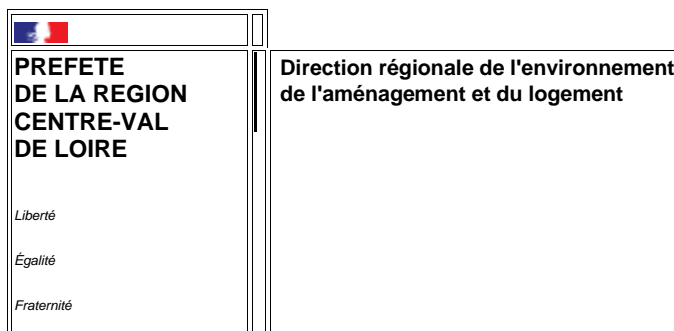 PREFETE
DE LA REGION
CENTRE-VAL
DE LOIRE
Liberté
Égalité
Fraternité
Direction régionale de l'environnement
de l'aménagement et du logement